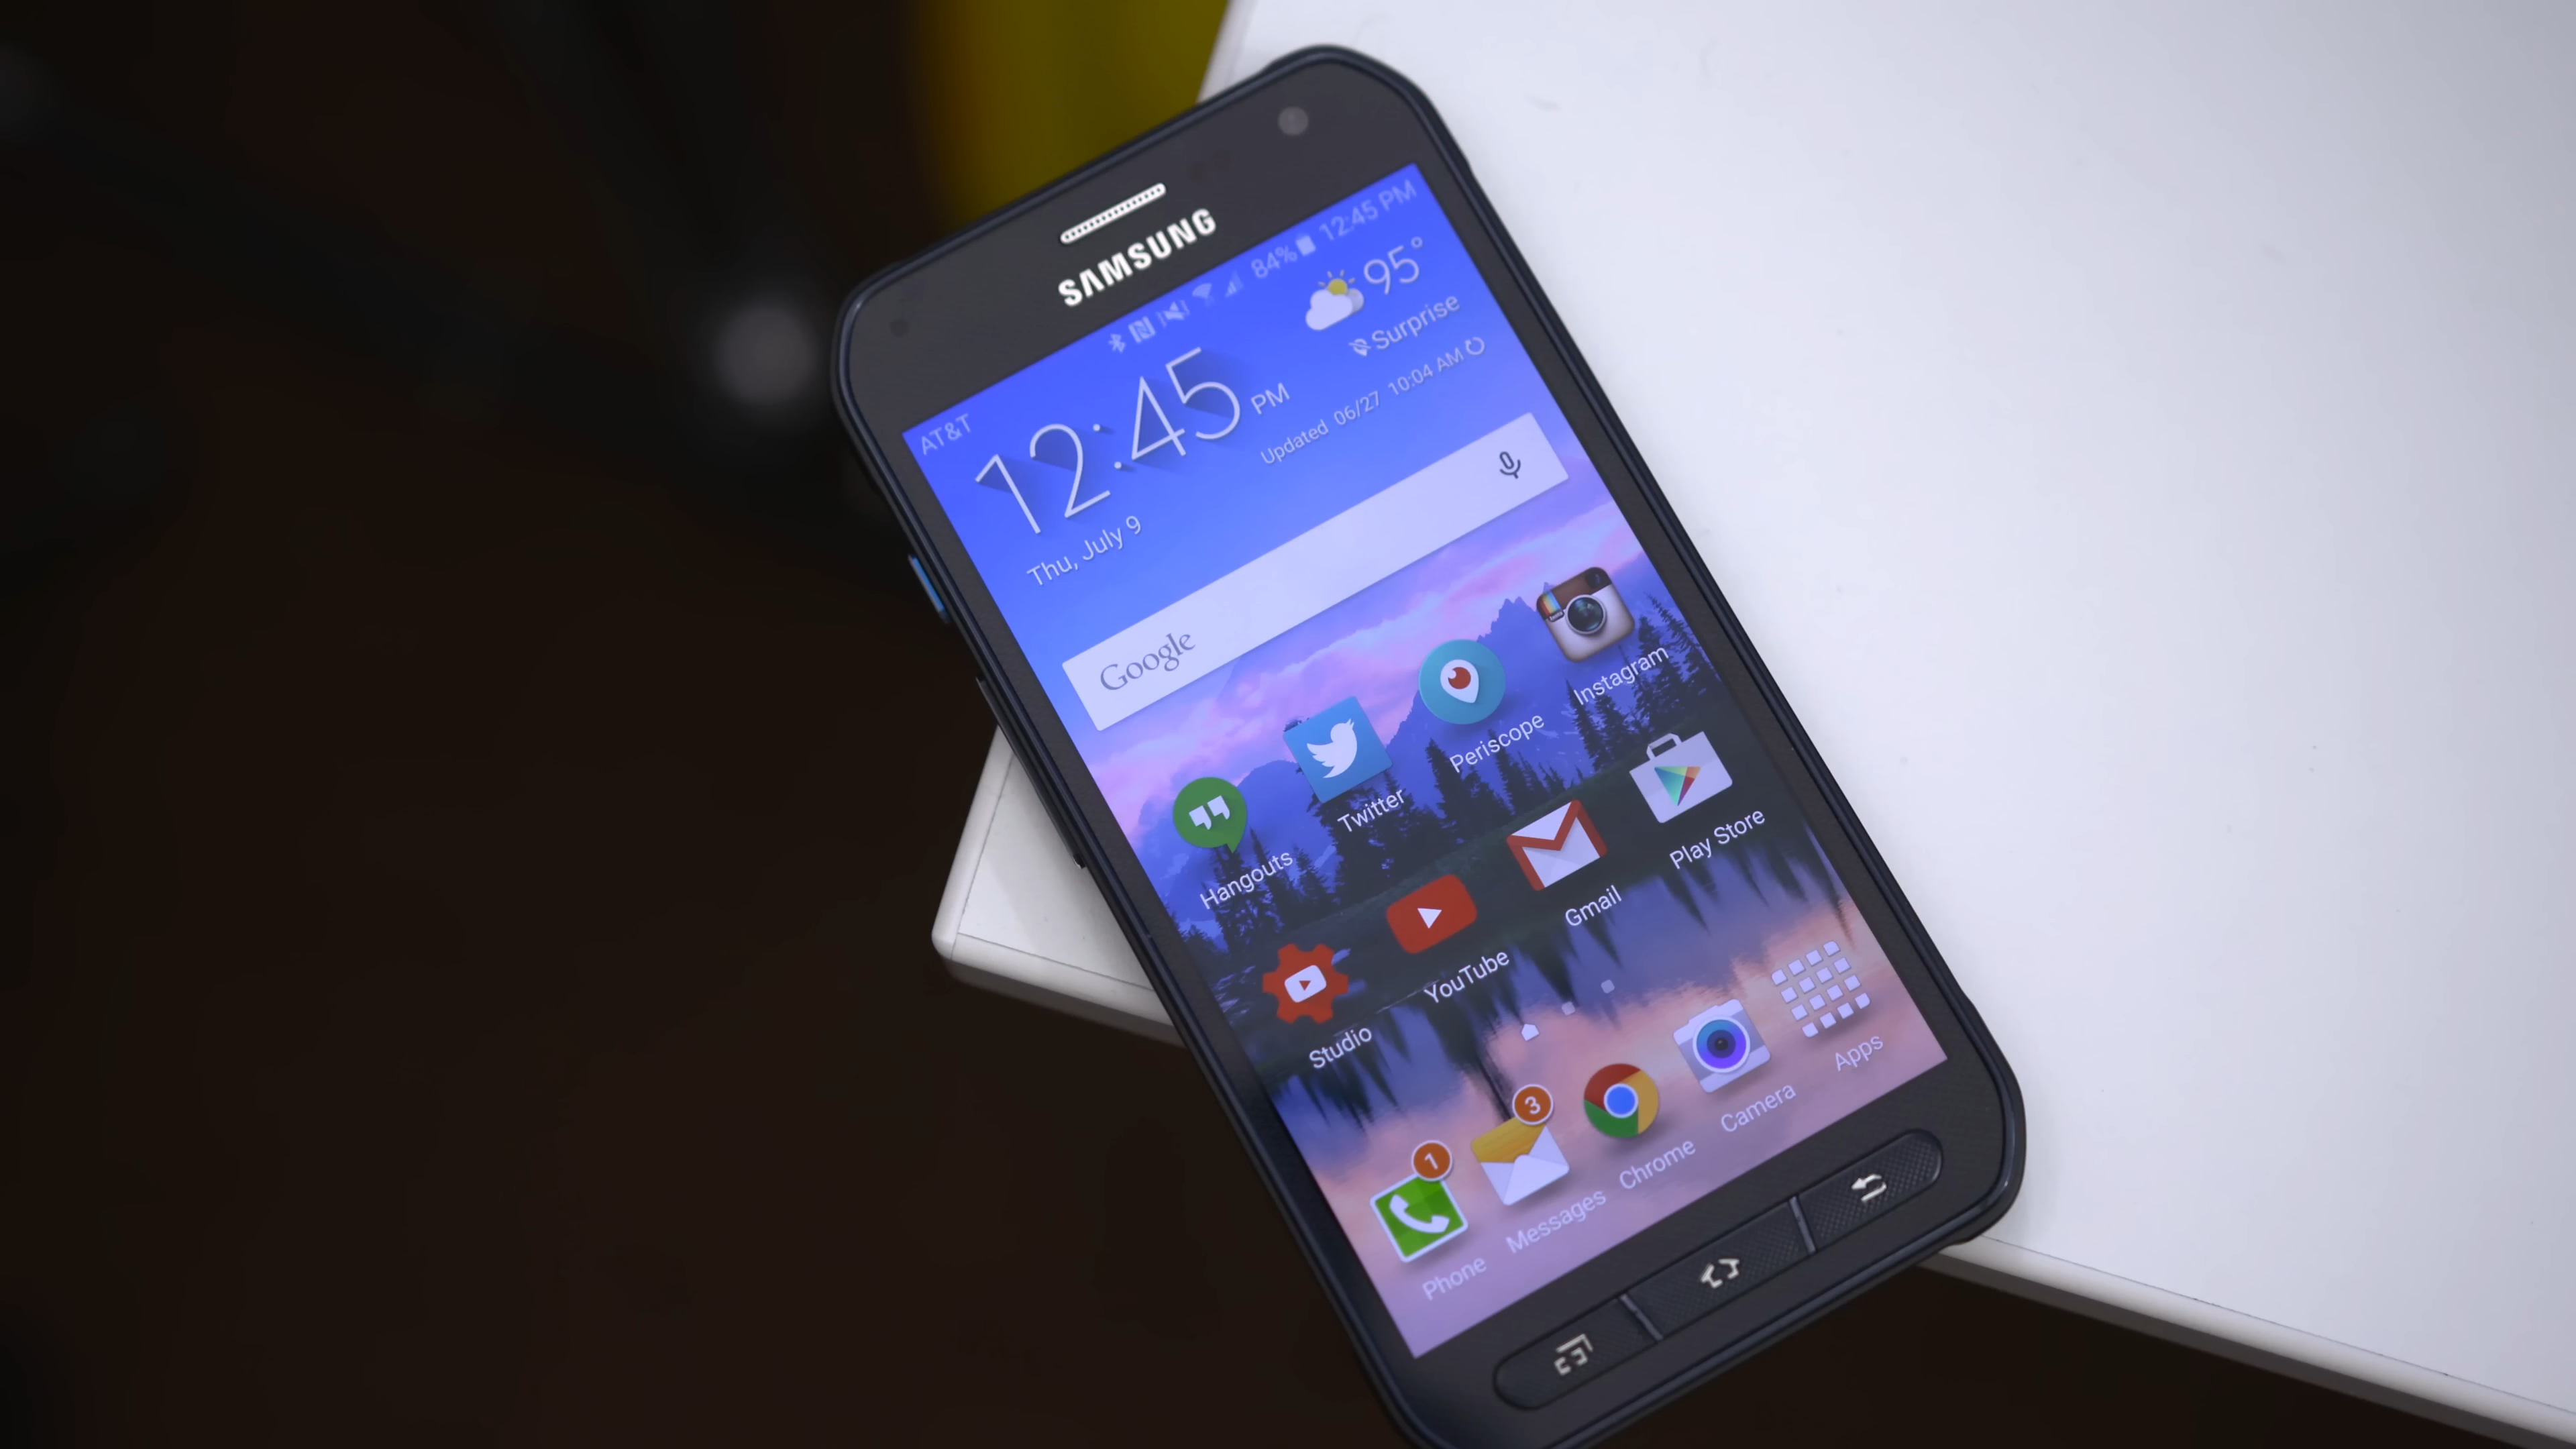 SAMSUNG
AT&T 84% 12:45 PM
12:45 PM
95°
Surprise
Updated 06/27 10:04 AM
Thu, July 9
Google
Hangouts Twitter Periscope Instagram
Studio YouTube Gmail Play Store
1 3
Phone Messages Chrome Camera Apps